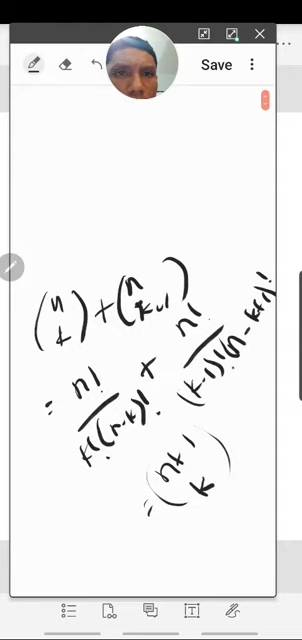 Save
(n k) + (n k-1)
= n!/k!(n-k)! + n!/(k-1)!(n-k+1)!
= (n+1 k)
T